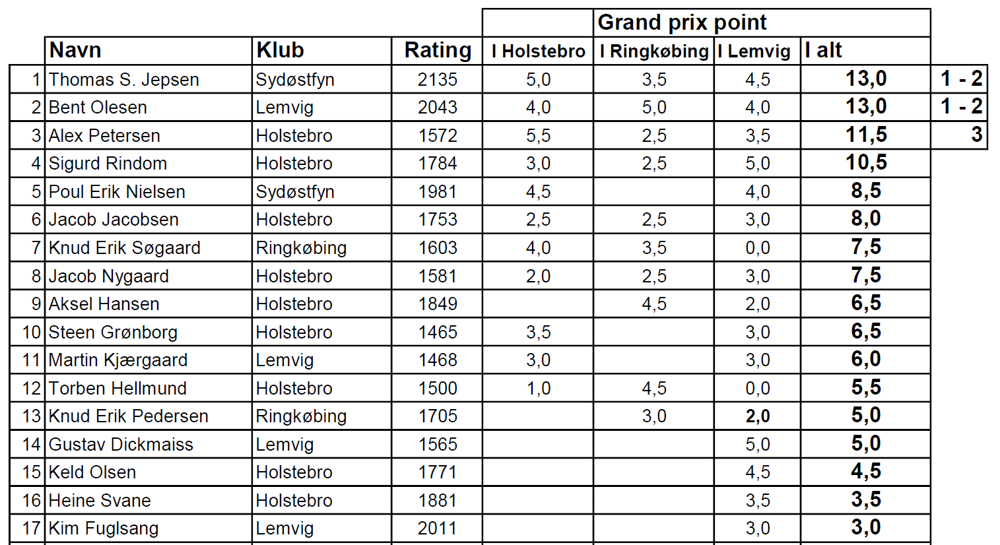 Grand prix point
Navn Klub Rating I Holstebro I Ringkøbing I Lemvig I alt
1 Thomas S. Jepsen Sydøstfyn 2135 5,0 3,5 4,5 13,0 1 - 2
2 Bent Olesen Lemvig 2043 4,0 5,0 4,0 13,0 1 - 2
3 Alex Petersen Holstebro 1572 5,5 2,5 3,5 11,5 3
4 Sigurd Rindom Holstebro 1784 3,0 2,5 5,0 10,5
5 Poul Erik Nielsen Sydøstfyn 1981 4,5 4,0 8,5
6 Jacob Jacobsen Holstebro 1753 2,5 2,5 3,0 8,0
7 Knud Erik Søgaard Ringkøbing 1603 4,0 3,5 0,0 7,5
8 Jacob Nygaard Holstebro 1581 2,0 2,5 3,0 7,5
9 Aksel Hansen Holstebro 1849 4,5 2,0 6,5
10 Steen Grønborg Holstebro 1465 3,5 3,0 6,5
11 Martin Kjærgaard Lemvig 1468 3,0 3,0 6,0
12 Torben Hellmund Holstebro 1500 1,0 4,5 0,0 5,5
13 Knud Erik Pedersen Ringkøbing 1705 3,0 2,0 5,0
14 Gustav Dickmaiss Lemvig 1565 5,0 5,0
15 Keld Olsen Holstebro 1771 4,5 4,5
16 Heine Svane Holstebro 1881 3,5 3,5
17 Kim Fuglsang Lemvig 2011 3,0 3,0